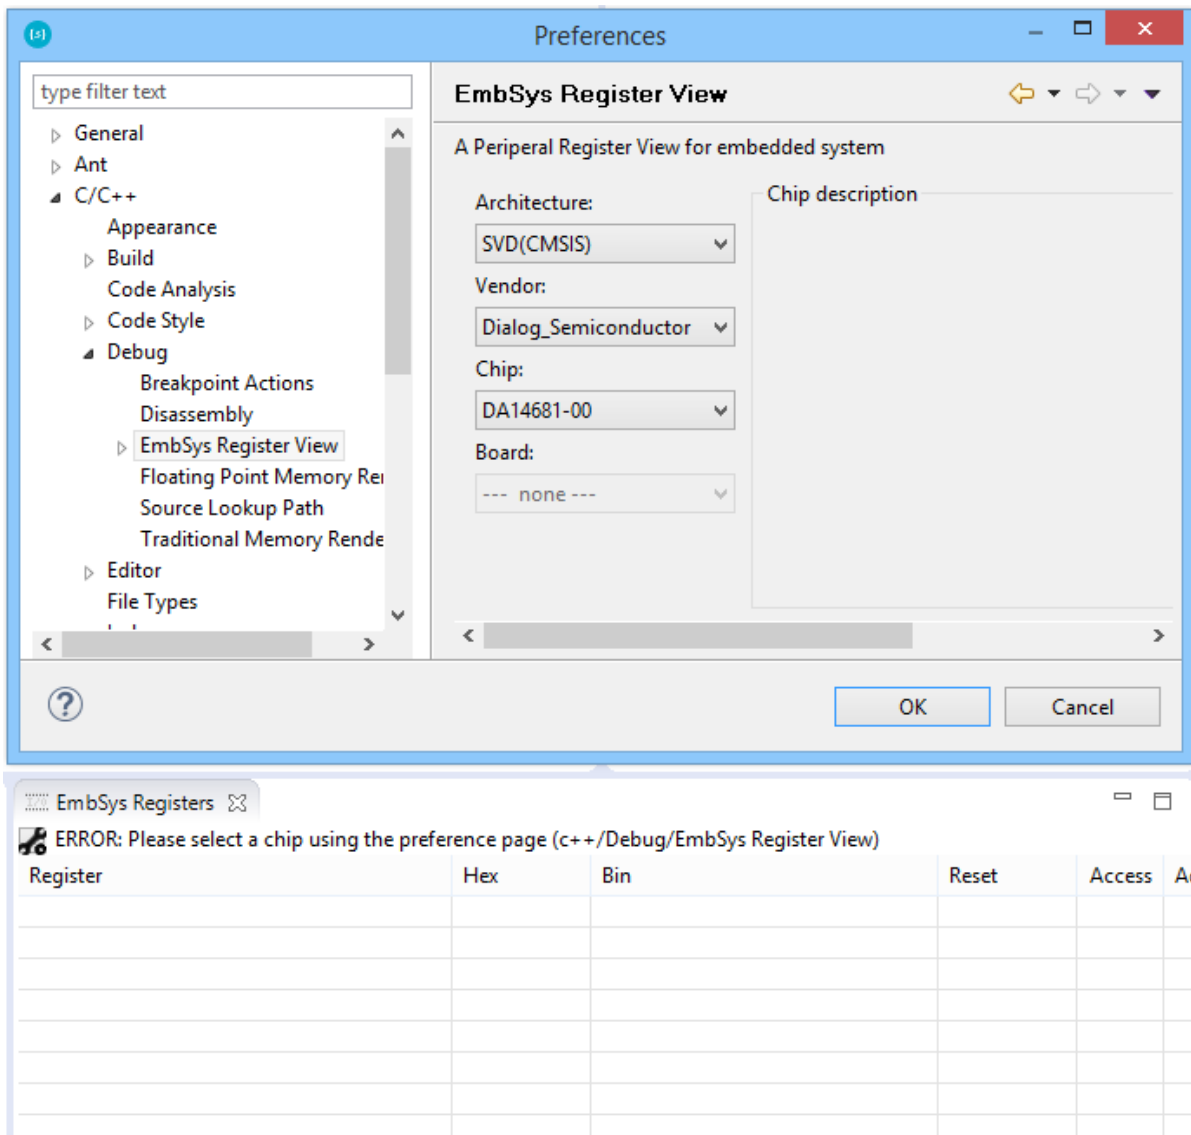 Preferences
type filter text
General
Ant
C/C++
Appearance
Build
Code Analysis
Code Style
Debug
Breakpoint Actions
Disassembly
EmbSys Register View
Floating Point Memory Re
Source Lookup Path
Traditional Memory Rende
Editor
File Types
EmbSys Register View
A Periperal Register View for embedded system
Architecture:
SVD(CMSIS)
Vendor:
Dialog_Semiconductor
Chip:
DA14681-00
Board:
--- none ---
Chip description
OK
Cancel
EmbSys Registers
ERROR: Please select a chip using the preference page (c++/Debug/EmbSys Register View)
Register Hex Bin Reset Access